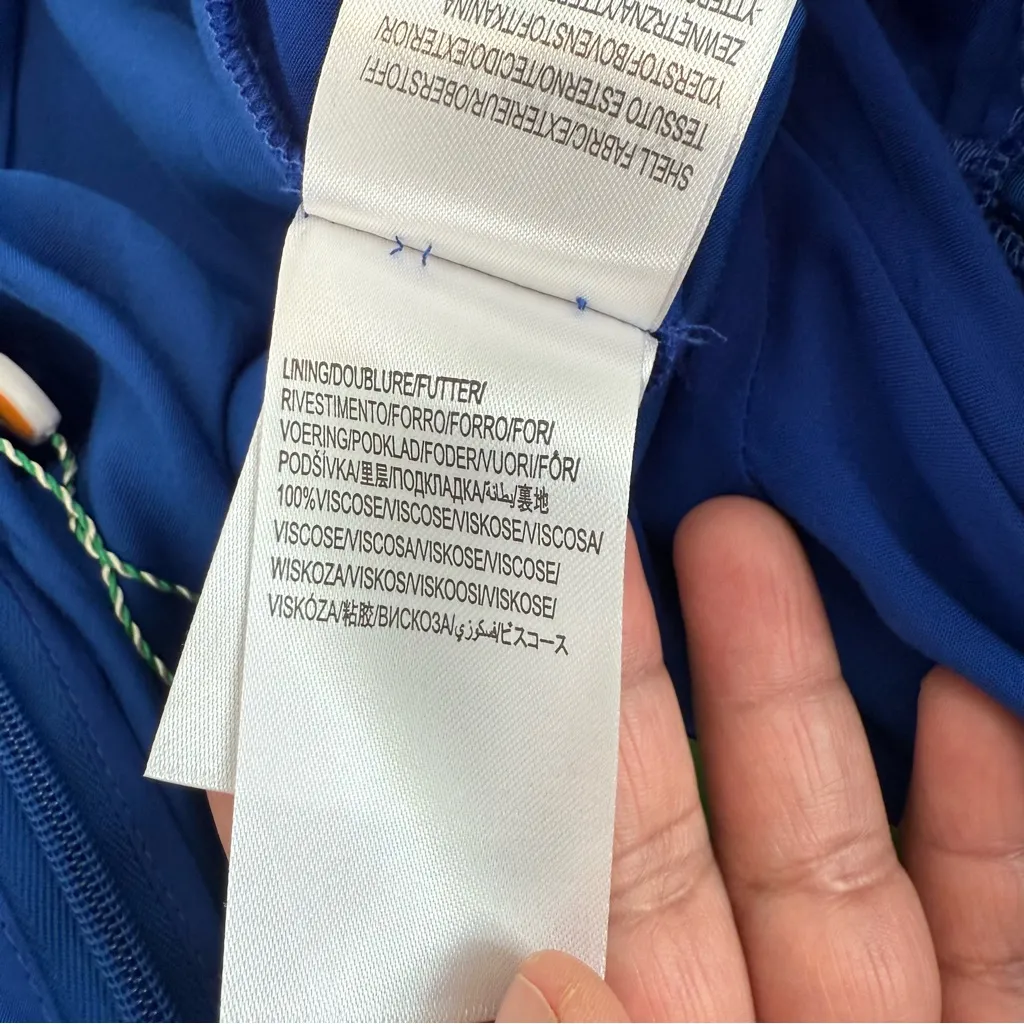 SHELL FABRIC/EXTERIEUR/OBERSTOFF/
TESSUTO ESTERNO/TECIDO/EXTERIOR/
YDERSTOF/BOVENSTOF/TKANINA
LINING/DOUBLURE/FUTTER/
RIVESTIMENTO/FORRO/FORRO/FOR/
VOERING/PODKLAD/FODER/VUORI/FÔR/
PODŠÍVKA/里层/ПОДКЛАДКА/بطانة/裏地
100%VISCOSE/VISCOSE/VISKOSE/VISCOSA/
VISCOSE/VISCOSA/VISKOSE/VISCOSE/
WISKOZA/VISKOS/VISKOOSI/VISKOSE/
VISKÓZA/粘胶/ВИСКОЗА/فسكوزي/ビスコース